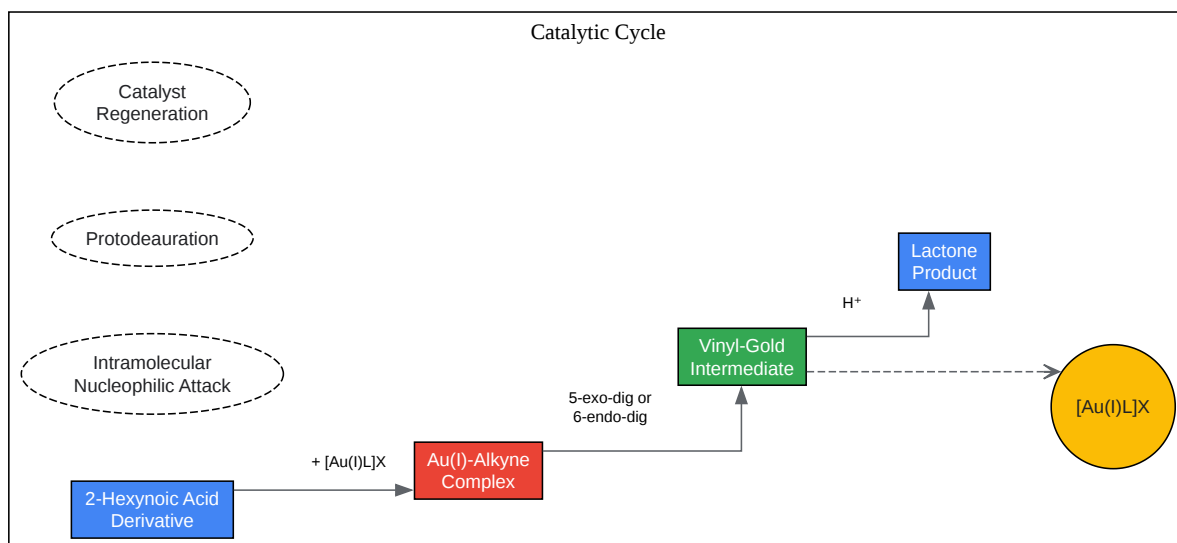 Catalytic Cycle
Catalyst
Regeneration
Protodeauration
Lactone
Product
H⁺
Vinyl-Gold
Intermediate
Intramolecular
Nucleophilic Attack
5-exo-dig or
6-endo-dig
[Au(I)L]X
+ [Au(I)L]X
Au(I)-Alkyne
Complex
2-Hexynoic Acid
Derivative